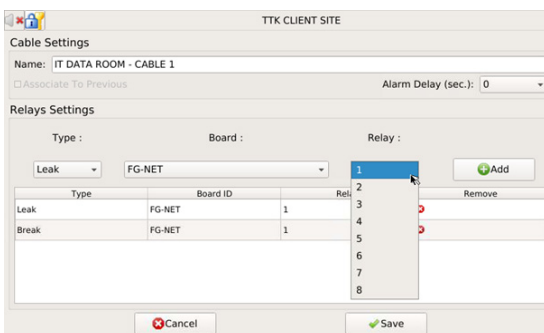 TTK CLIENT SITE
Cable Settings
Name: IT DATA ROOM - CABLE 1
Associate To Previous Alarm Delay (sec.): 0
Relays Settings
Type : Board : Relay :
Leak FG-NET 1 Add
2
3
4
5
6
7
8
Type Board ID Rel Remove
Leak FG-NET 1
Break FG-NET 1
Cancel Save